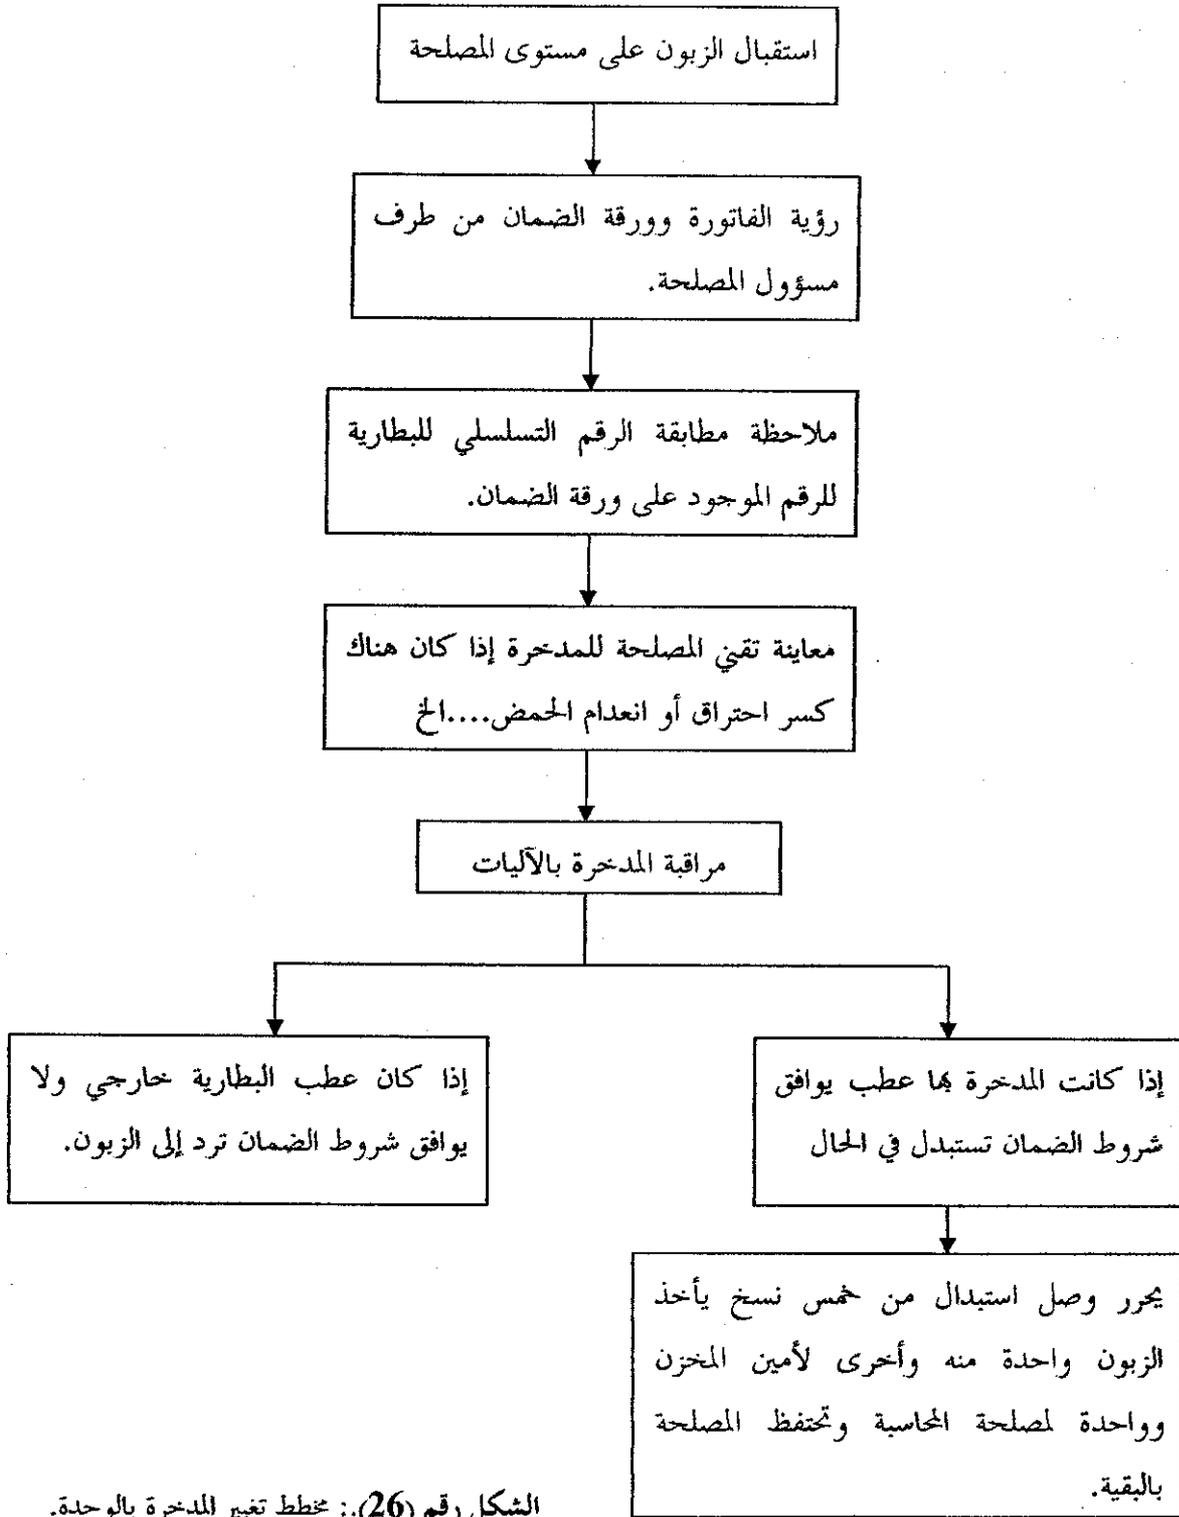 استقبال الزبون على مستوى المصلحة
رؤية الفاتورة وورقة الضمان من طرف
مسؤول المصلحة.
ملاحظة مطابقة الرقم التسلسلي للبطارية
للرقم الموجود على ورقة الضمان.
معاينة تقني المصلحة للمدخرة إذا كان هناك
كسر احتراق أو انعدام الحمض....الخ
مراقبة المدخرة بالآليات
إذا كانت المدخرة بها عطب يوافق
شروط الضمان تستبدل في الحال
إذا كان عطب البطارية خارجي ولا
يوافق شروط الضمان ترد إلى الزبون.
يحرر وصل استبدال من خمس نسخ يأخذ
الزبون واحدة منه وأخرى لأمين المخزن
وواحدة لمصلحة المحاسبة وتحتفظ المصلحة
بالبقية.
الشكل رقم (26).: مخطط تغيير المدخرة بالوحدة.